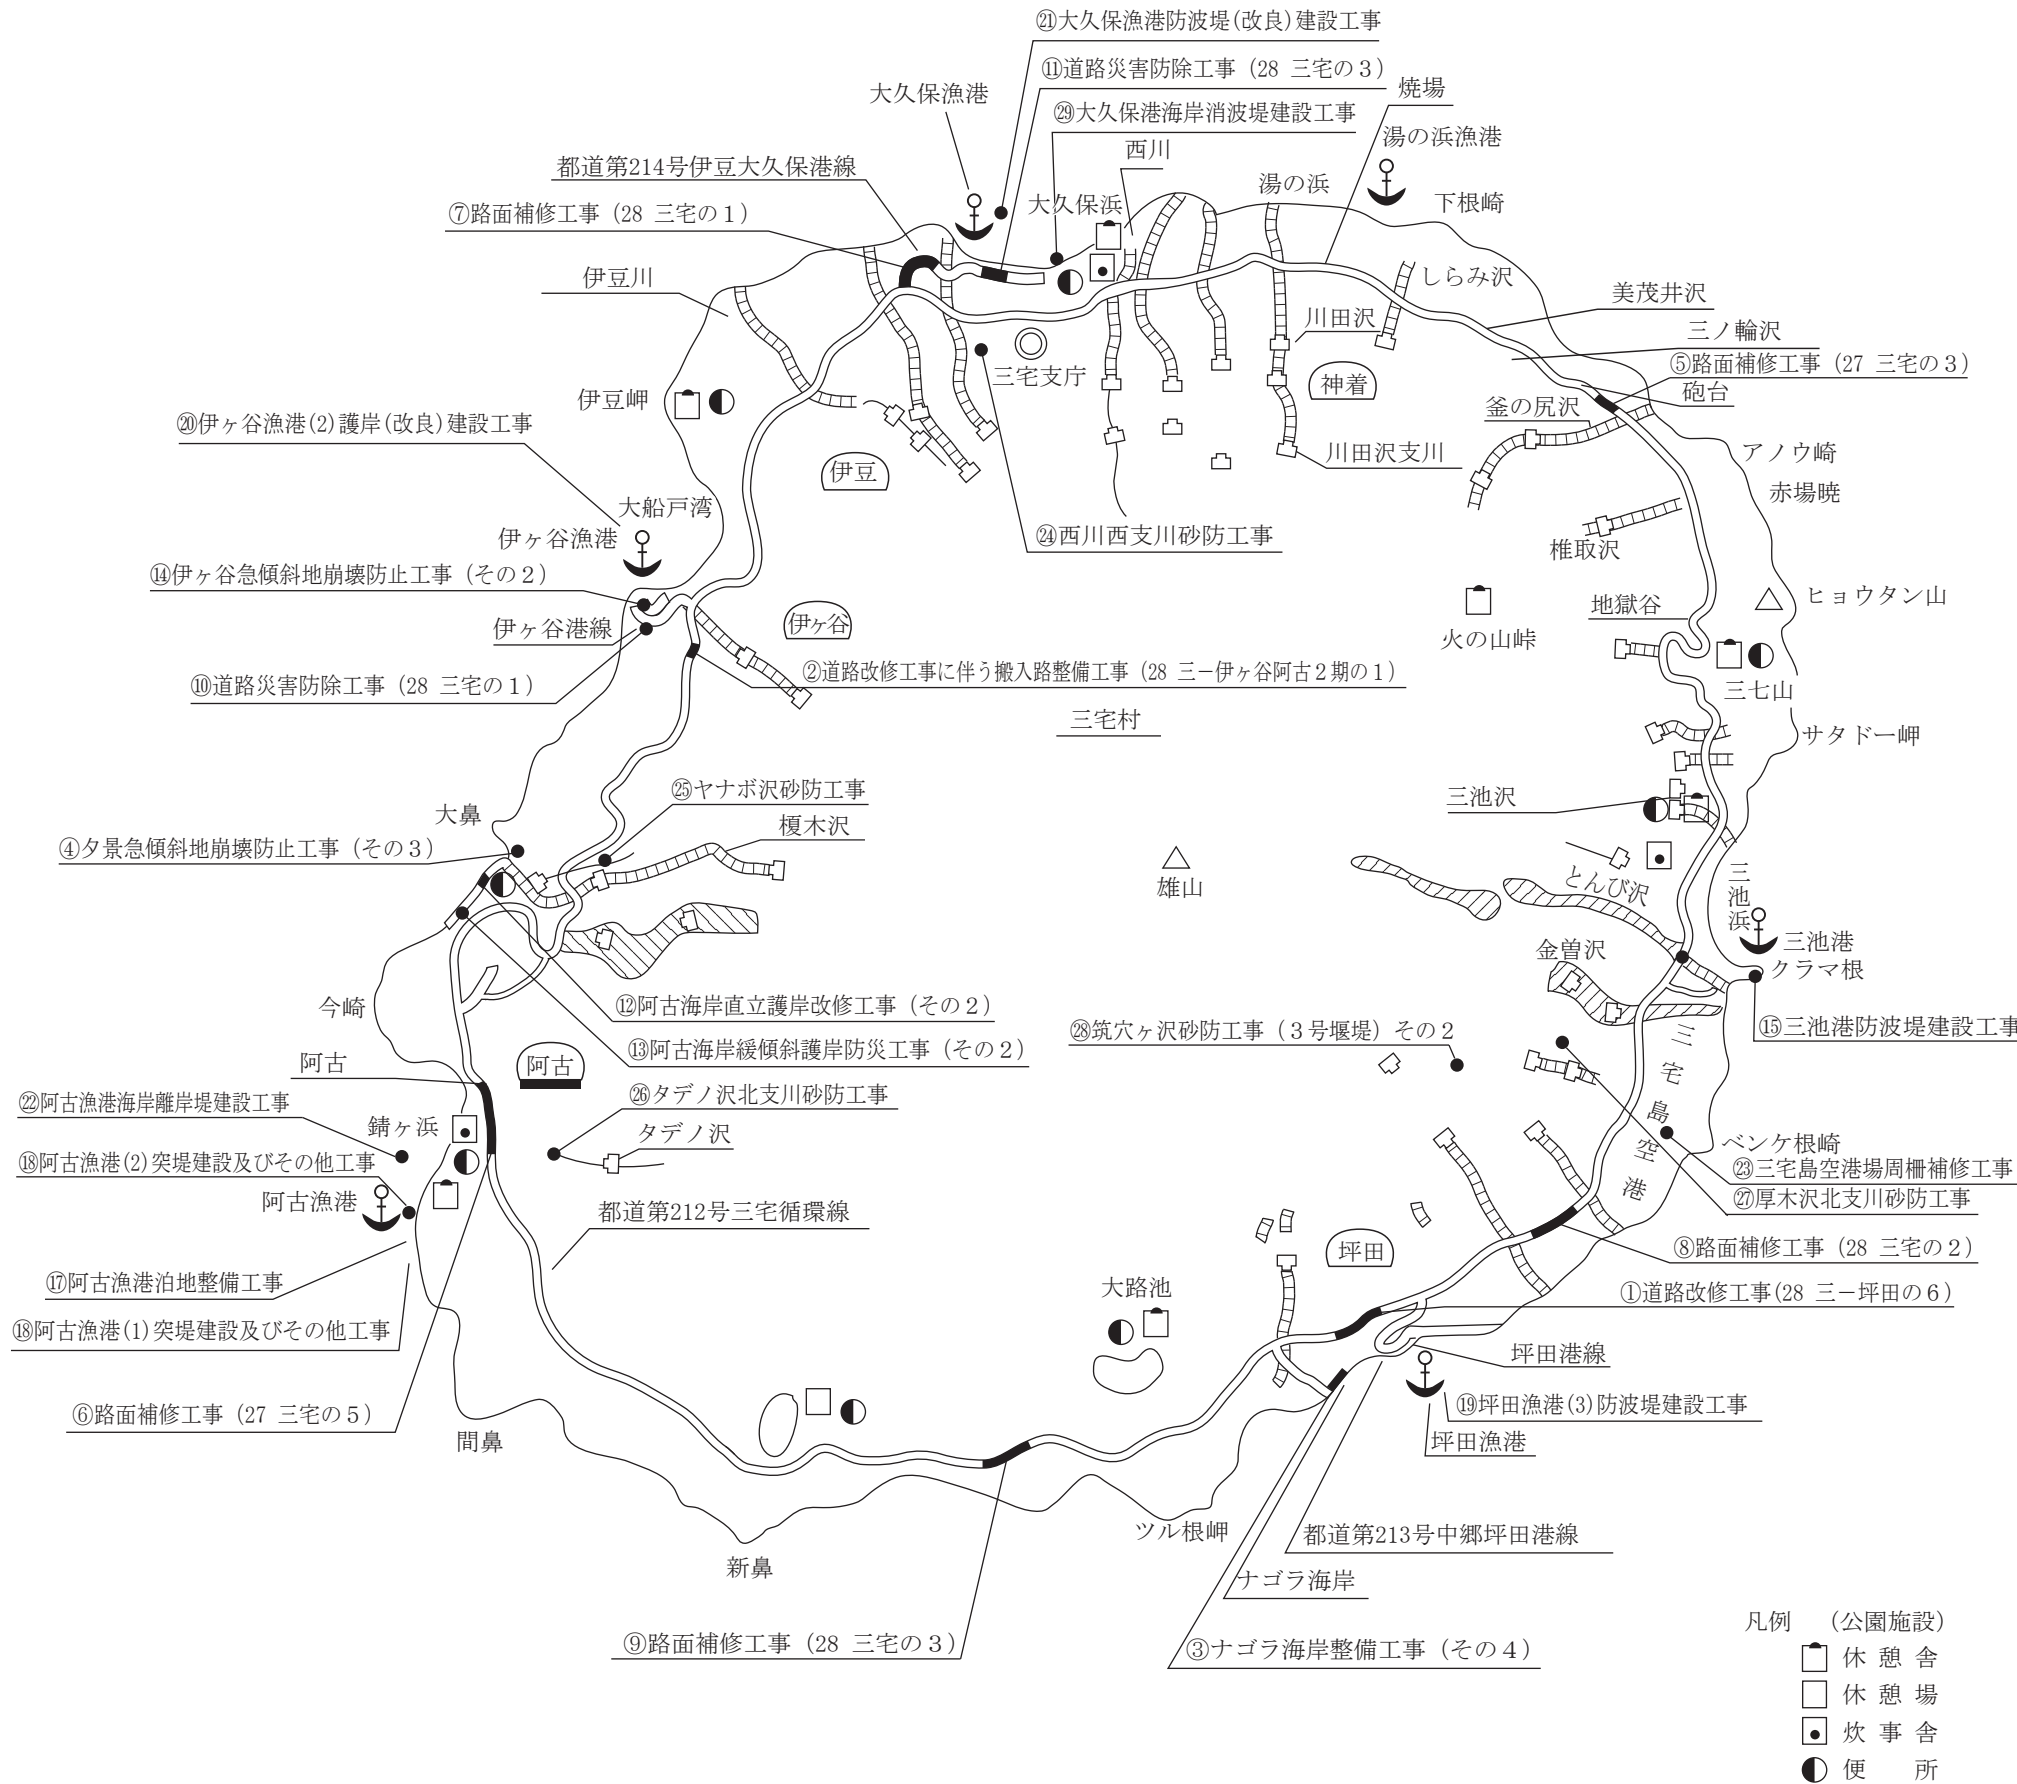 ㉑大久保漁港防波堤(改良)建設工事
⑪道路災害防除工事（28 三宅の３）
大久保漁港
焼場
㉙大久保港海岸消波堤建設工事
湯の浜漁港
西川
都道第214号伊豆大久保港線
湯の浜
下根崎
大久保浜
⑦路面補修工事（28 三宅の１）
伊豆川
しらみ沢
美茂井沢
川田沢
三ノ輪沢
⑤路面補修工事（27 三宅の３）
三宅支庁
神着
砲台
伊豆岬
釜の尻沢
⑳伊ヶ谷漁港(2)護岸(改良)建設工事
川田沢支川
アノウ崎
伊豆
赤場暁
大船戸湾
伊ヶ谷漁港
㉔西川西支川砂防工事
椎取沢
⑭伊ヶ谷急傾斜地崩壊防止工事（その２）
ヒョウタン山
地獄谷
伊ヶ谷港線
伊ヶ谷
火の山峠
⑩道路災害防除工事（28 三宅の１）
②道路改修工事に伴う搬入路整備工事（28 三－伊ヶ谷阿古２期の１）
三七山
三宅村
サタドー岬
㉕ヤナボ沢砂防工事
三池沢
大鼻
榎木沢
④夕景急傾斜地崩壊防止工事（その３）
雄山
とんび沢
三池浜
三池港
金曽沢
クラマ根
今崎
⑫阿古海岸直立護岸改修工事（その２）
㉘筑穴ヶ沢砂防工事（３号堰堤）その２
⑮三池港防波堤建設工事
⑬阿古海岸緩傾斜護岸防災工事（その２）
阿古
阿古
三宅島空港
㉒阿古漁港海岸離岸堤建設工事
㉖タデノ沢北支川砂防工事
錆ヶ浜
タデノ沢
ベンケ根崎
⑱阿古漁港(2)突堤建設及びその他工事
㉓三宅島空港場周柵補修工事
阿古漁港
㉗厚木沢北支川砂防工事
都道第212号三宅循環線
坪田
⑧路面補修工事（28 三宅の２）
⑰阿古漁港泊地整備工事
大路池
①道路改修工事(28 三－坪田の６）
⑱阿古漁港(1)突堤建設及びその他工事
坪田港線
⑥路面補修工事（27 三宅の５）
⑲坪田漁港(3)防波堤建設工事
間鼻
坪田漁港
ツル根岬
都道第213号中郷坪田港線
新鼻
ナゴラ海岸
⑨路面補修工事（28 三宅の３）
③ナゴラ海岸整備工事（その４）
凡例　（公園施設）
休憩舎
休憩場
炊事舎
便所